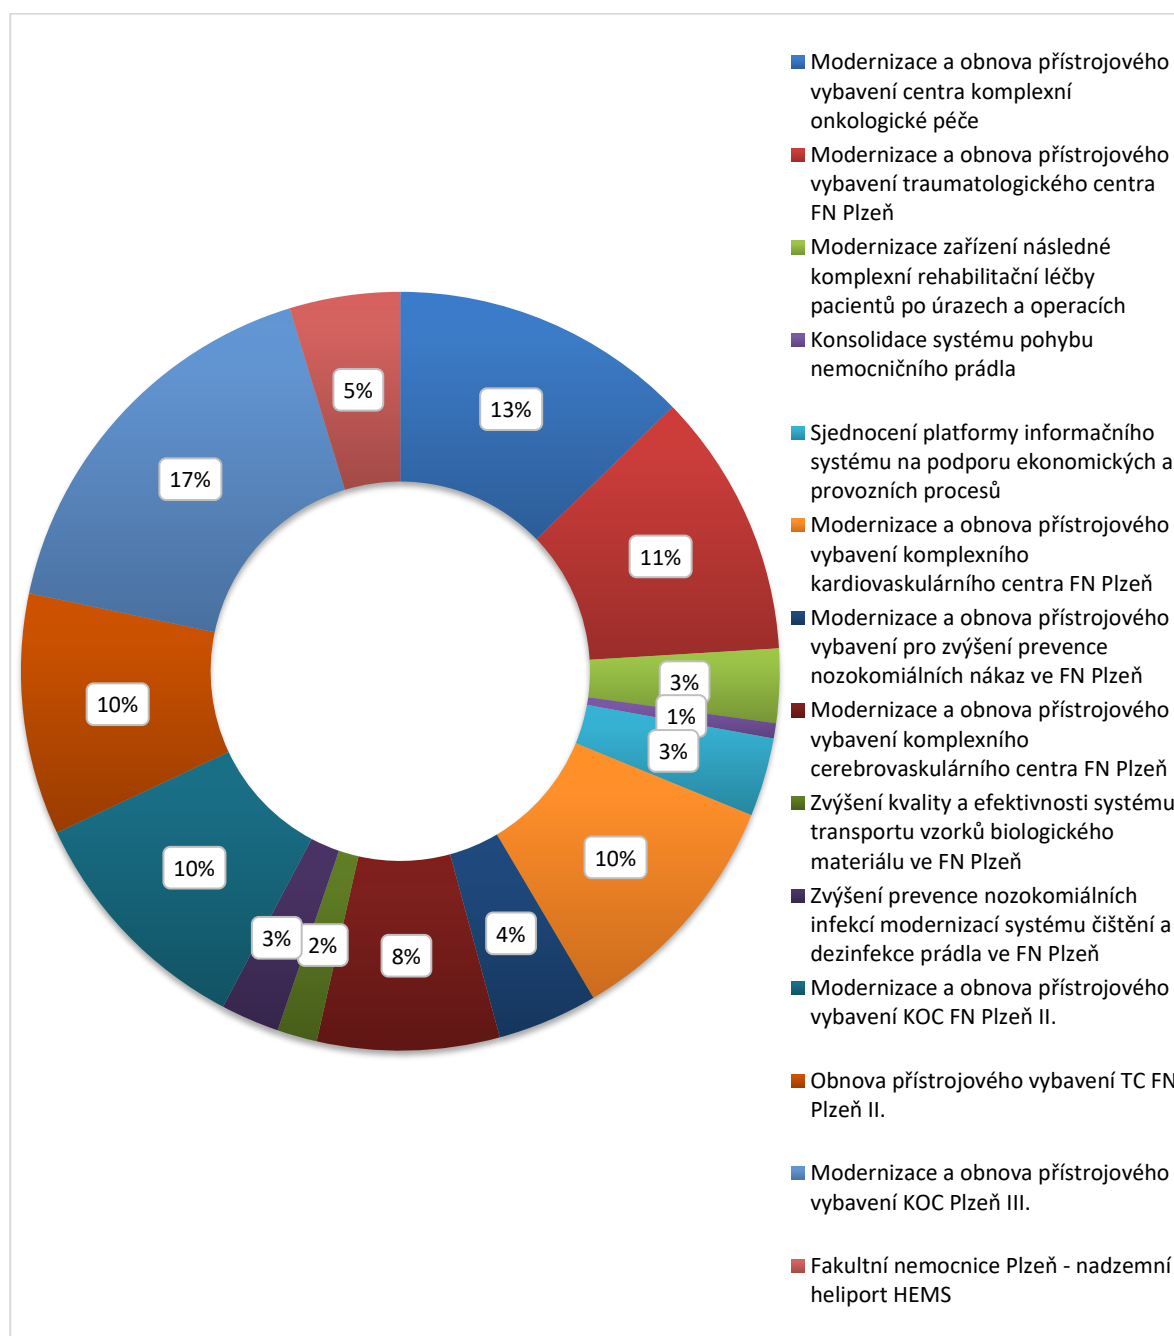 Modernizace a obnova přístrojového
vybavení centra komplexní
onkologické péče
Modernizace a obnova přístrojového
vybavení traumatologického centra
FN Plzeň
Modernizace zařízení následné
komplexní rehabilitační léčby
pacientů po úrazech a operacích
Konsolidace systému pohybu
nemocničního prádla
Sjednocení platformy informačního
systému na podporu ekonomických a
provozních procesů
Modernizace a obnova přístrojového
vybavení komplexního
kardiovaskulárního centra FN Plzeň
Modernizace a obnova přístrojového
vybavení pro zvýšení prevence
nozokomiálních nákaz ve FN Plzeň
Modernizace a obnova přístrojového
vybavení komplexního
cerebrovaskulárního centra FN Plzeň
Zvýšení kvality a efektivnosti systému
transportu vzorků biologického
materiálu ve FN Plzeň
Zvýšení prevence nozokomiálních
infekcí modernizací systému čištění a
dezinfekce prádla ve FN Plzeň
Modernizace a obnova přístrojového
vybavení KOC FN Plzeň II.
Obnova přístrojového vybavení TC FN
Plzeň II.
Modernizace a obnova přístrojového
vybavení KOC Plzeň III.
Fakultní nemocnice Plzeň - nadzemní
heliport HEMS
13%
11%
3%
1%
3%
10%
4%
8%
2%
3%
10%
10%
17%
5%